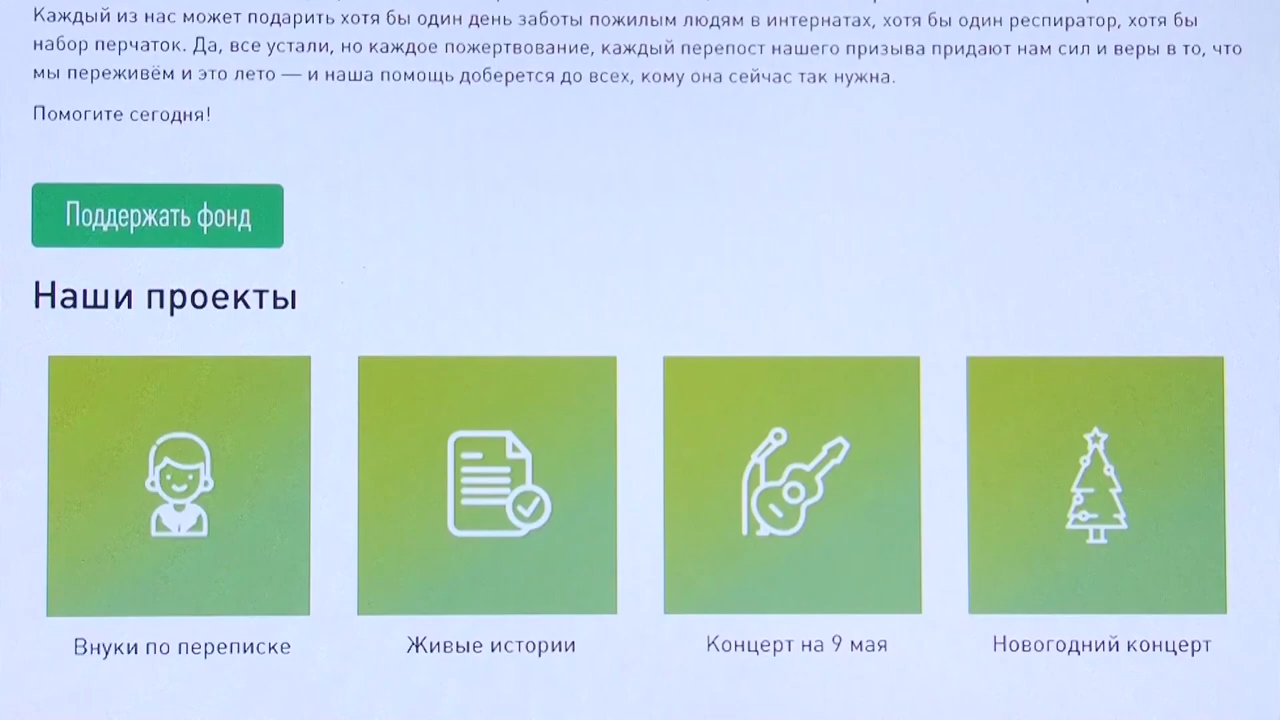 Каждый из нас может подарить хотя бы один день заботы пожилым людям в интернатах, хотя бы один респиратор, хотя бы
набор перчаток. Да, все устали, но каждое пожертвование, каждый перепост нашего призыва придают нам сил и веры в то, что
мы переживём и это лето — и наша помощь доберется до всех, кому она сейчас так нужна.
Помогите сегодня!
Поддержать фонд
Наши проекты
Внуки по переписке
Живые истории
Концерт на 9 мая
Новогодний концерт